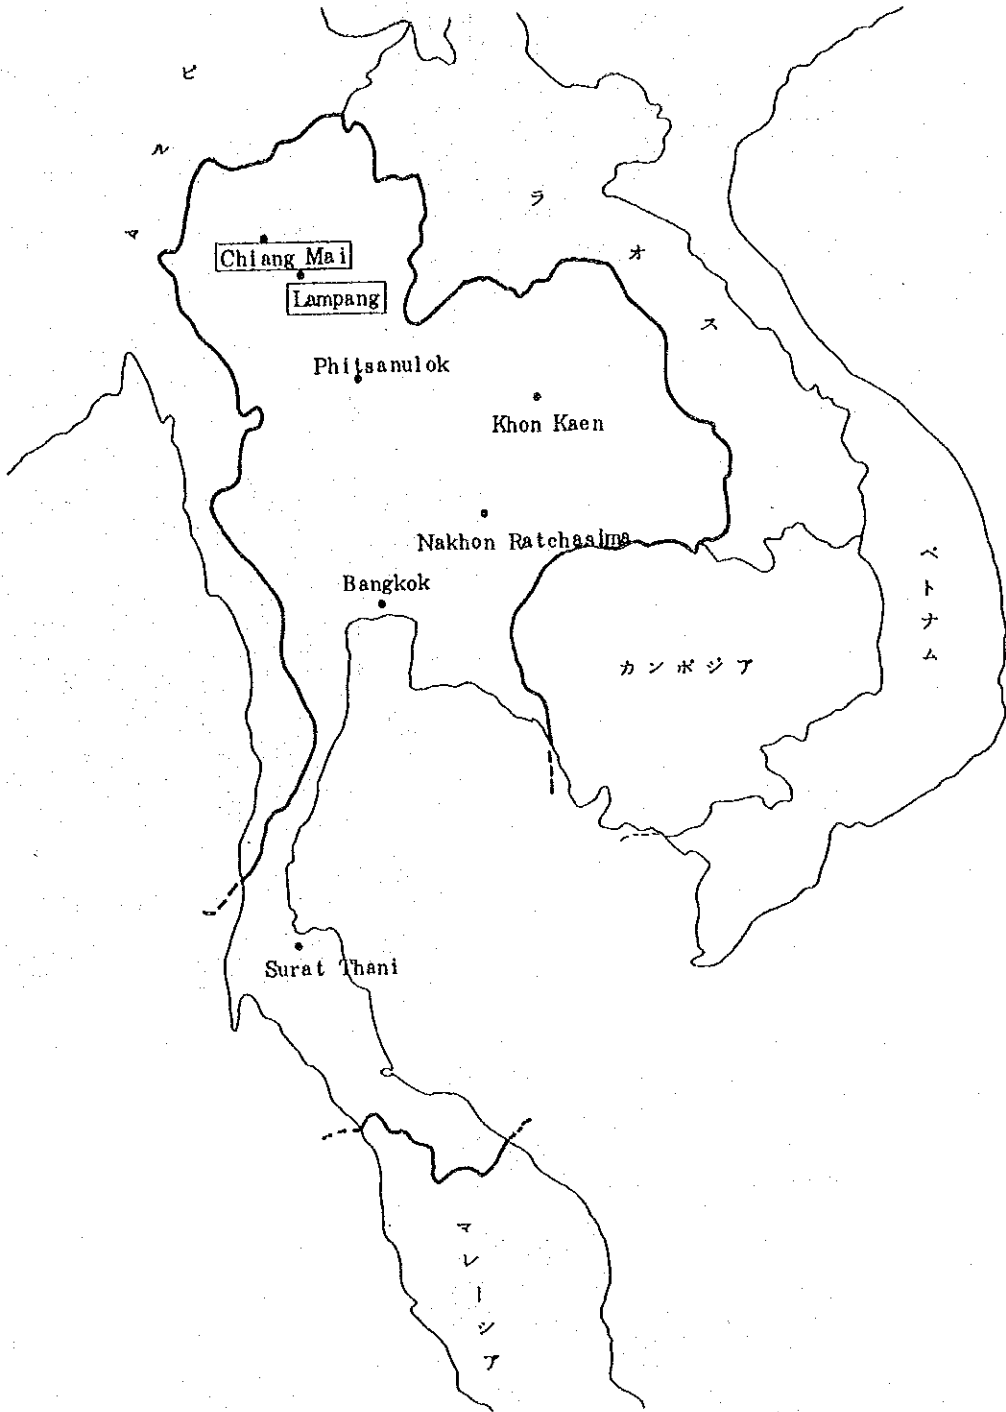 ビルマ
ラオス
Chiang Mai
Lampang
Phitsanulok
Khon Kaen
Nakhon Ratchasima
Bangkok
ベトナム
カンボジア
Surat Thani
マレーシア